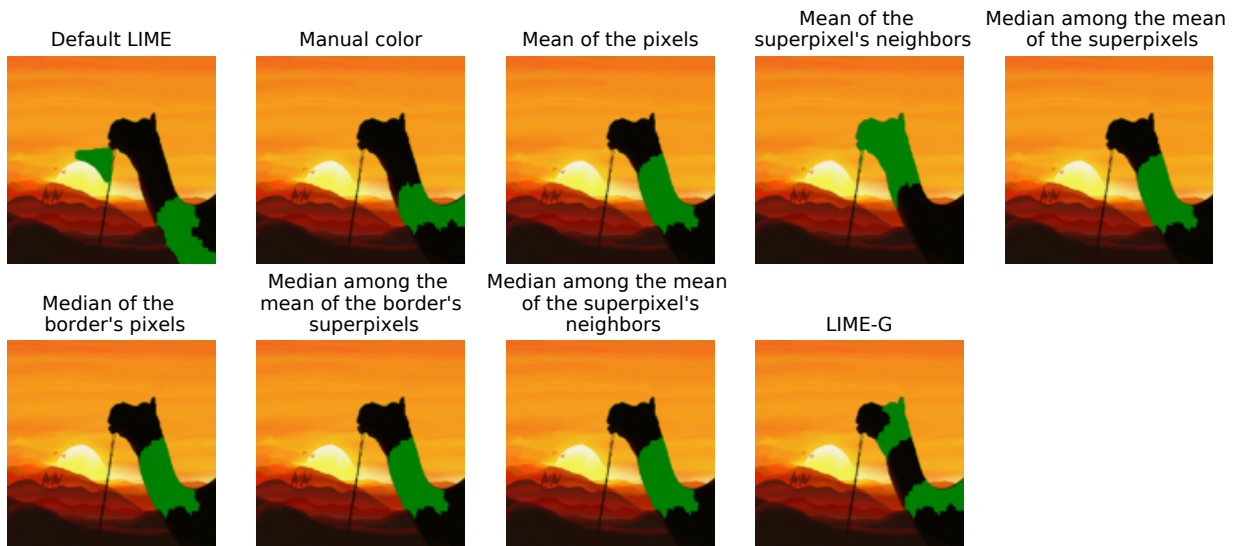 Default LIME
Manual color
Mean of the pixels
Mean of the
superpixel's neighbors
Median among the mean
of the superpixels
Median of the
border's pixels
Median among the
mean of the border's
superpixels
Median among the mean
of the superpixel's
neighbors
LIME-G